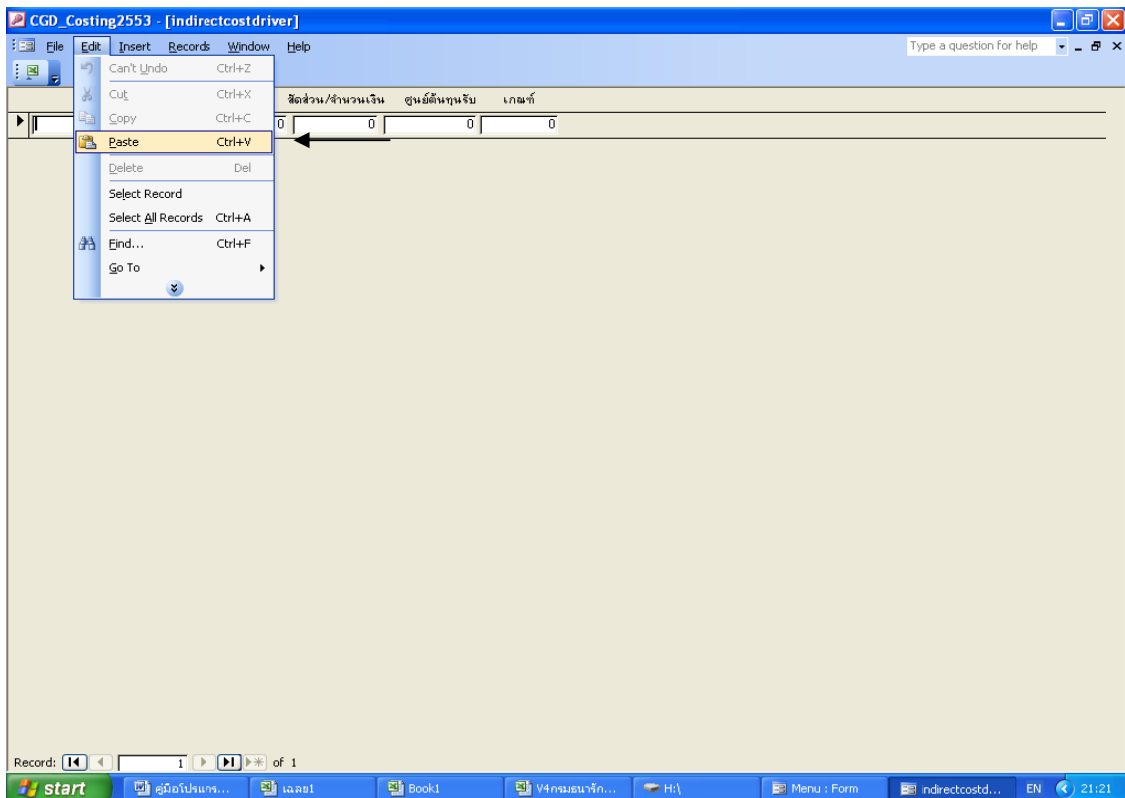 CGD_Costing2553 - [indirectcostdriver]
File Edit Insert Records Window Help Type a question for help
Can't Undo Ctrl+Z
Cut Ctrl+X
สัดส่วน/จำนวนเงิน ศูนย์ต้นทุนรับ เกณฑ์
Copy Ctrl+C
0 0 0 0
Paste Ctrl+V
Delete Del
Select Record
Select All Records Ctrl+A
Find... Ctrl+F
Go To
Record: 1 of 1
start คู่มือโปรแกร... เฉลย1 Book1 V4กรมธนารัก... H:\ Menu : Form indirectcostd... EN 21:21